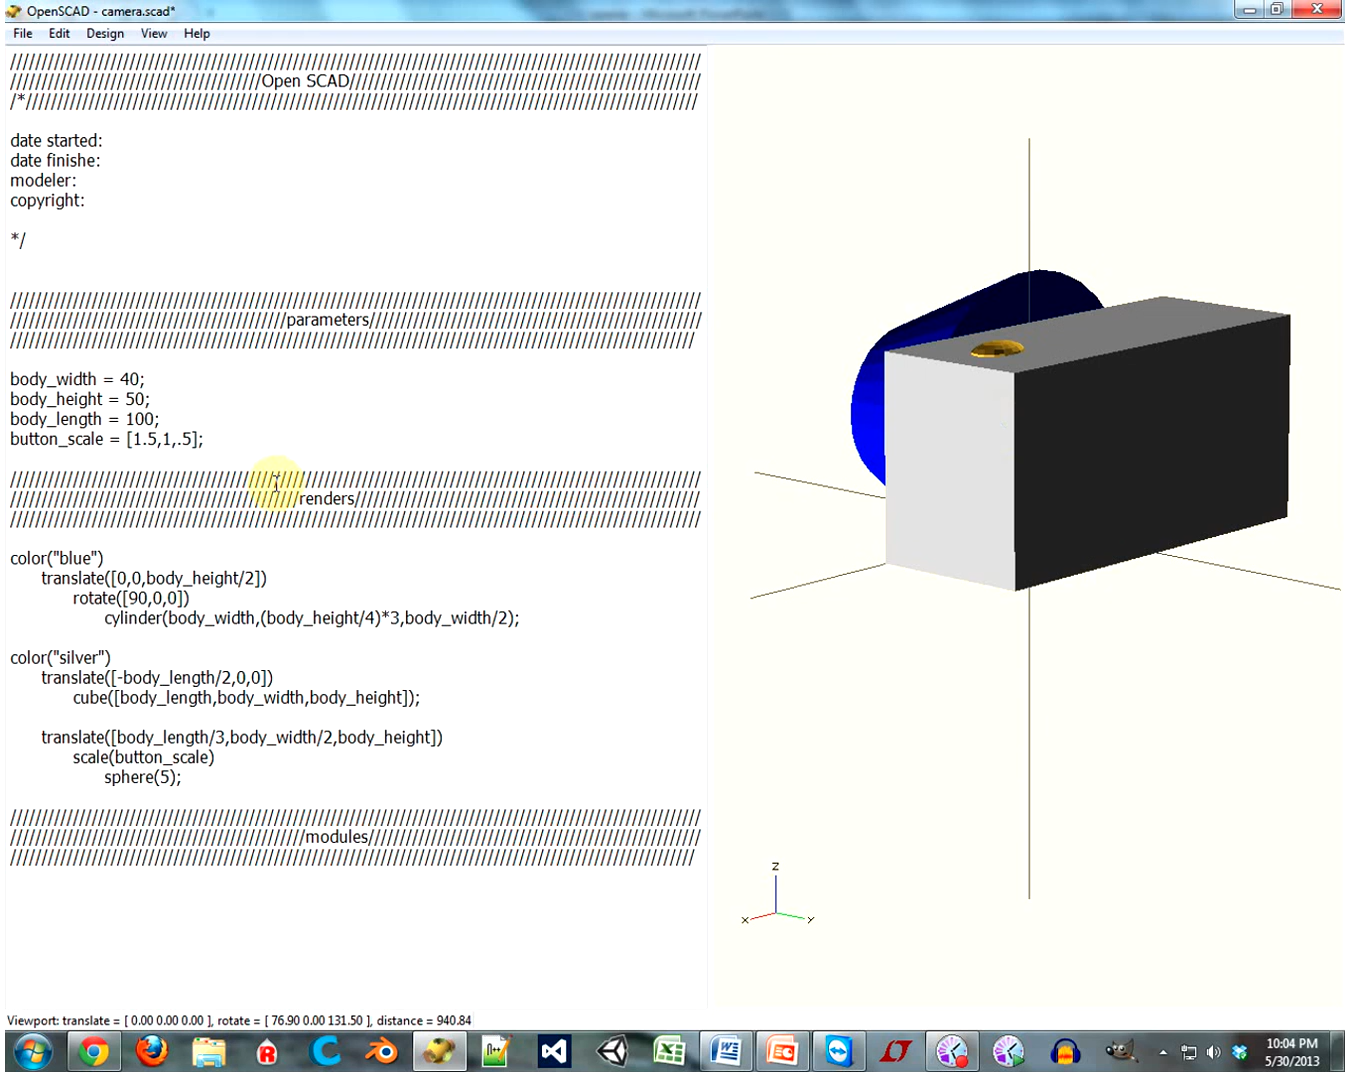 OpenSCAD - camera.scad*
File Edit Design View Help
//////////////////////////////////////////////////////////////////////////////////////////
/////////////////////////////////Open SCAD//////////////////////////////////////////////
/*////////////////////////////////////////////////////////////////////////////////////////
date started:
date finishe:
modeler:
copyright:
*/
//////////////////////////////////////////////////////////////////////////////////////////
////////////////////////////////////parameters///////////////////////////////////////////
/////////////////////////////////////////////////////////////////////////////////////////
body_width = 40;
body_height = 50;
body_length = 100;
button_scale = [1.5,1,.5];
//////////////////////////////////////////////////////////////////////////////////////////
//////////////////////////////////////renders/////////////////////////////////////////////
//////////////////////////////////////////////////////////////////////////////////////////
color("blue")
translate([0,0,body_height/2])
rotate([90,0,0])
cylinder(body_width,(body_height/4)*3,body_width/2);
color("silver")
translate([-body_length/2,0,0])
cube([body_length,body_width,body_height]);
translate([body_length/3,body_width/2,body_height])
scale(button_scale)
sphere(5);
//////////////////////////////////////////////////////////////////////////////////////////
///////////////////////////////////////modules///////////////////////////////////////////
/////////////////////////////////////////////////////////////////////////////////////////
Z
X Y
Viewport: translate = [ 0.00 0.00 0.00 ], rotate = [ 76.90 0.00 131.50 ], distance = 940.84
10:04 PM
5/30/2013